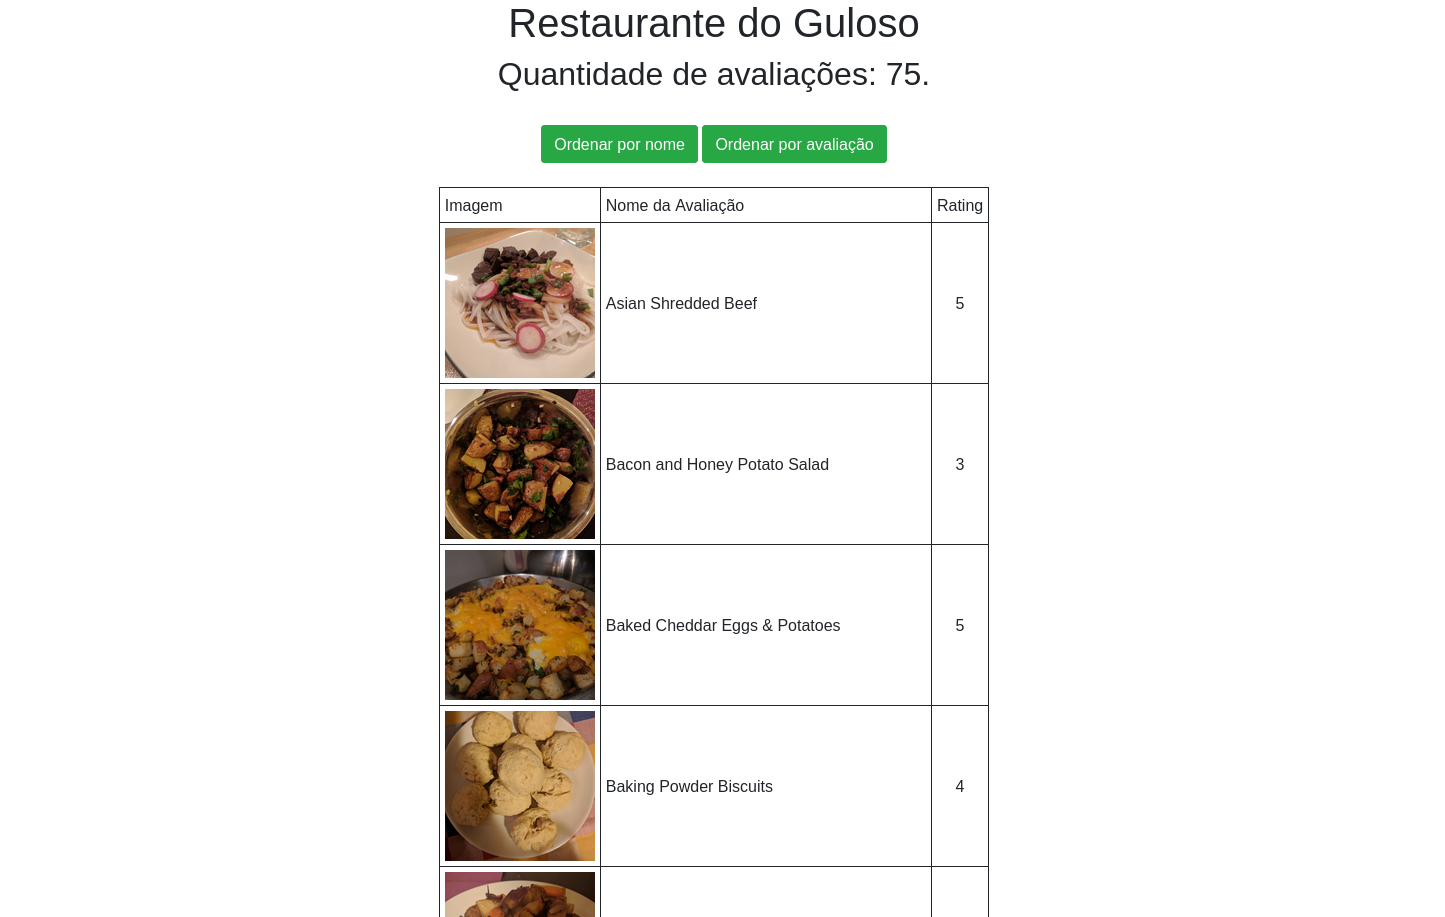 Restaurante do Guloso
Quantidade de avaliações: 75.
Ordenar por nome Ordenar por avaliação
Imagem Nome da Avaliação Rating
Asian Shredded Beef 5
Bacon and Honey Potato Salad 3
Baked Cheddar Eggs & Potatoes 5
Baking Powder Biscuits 4